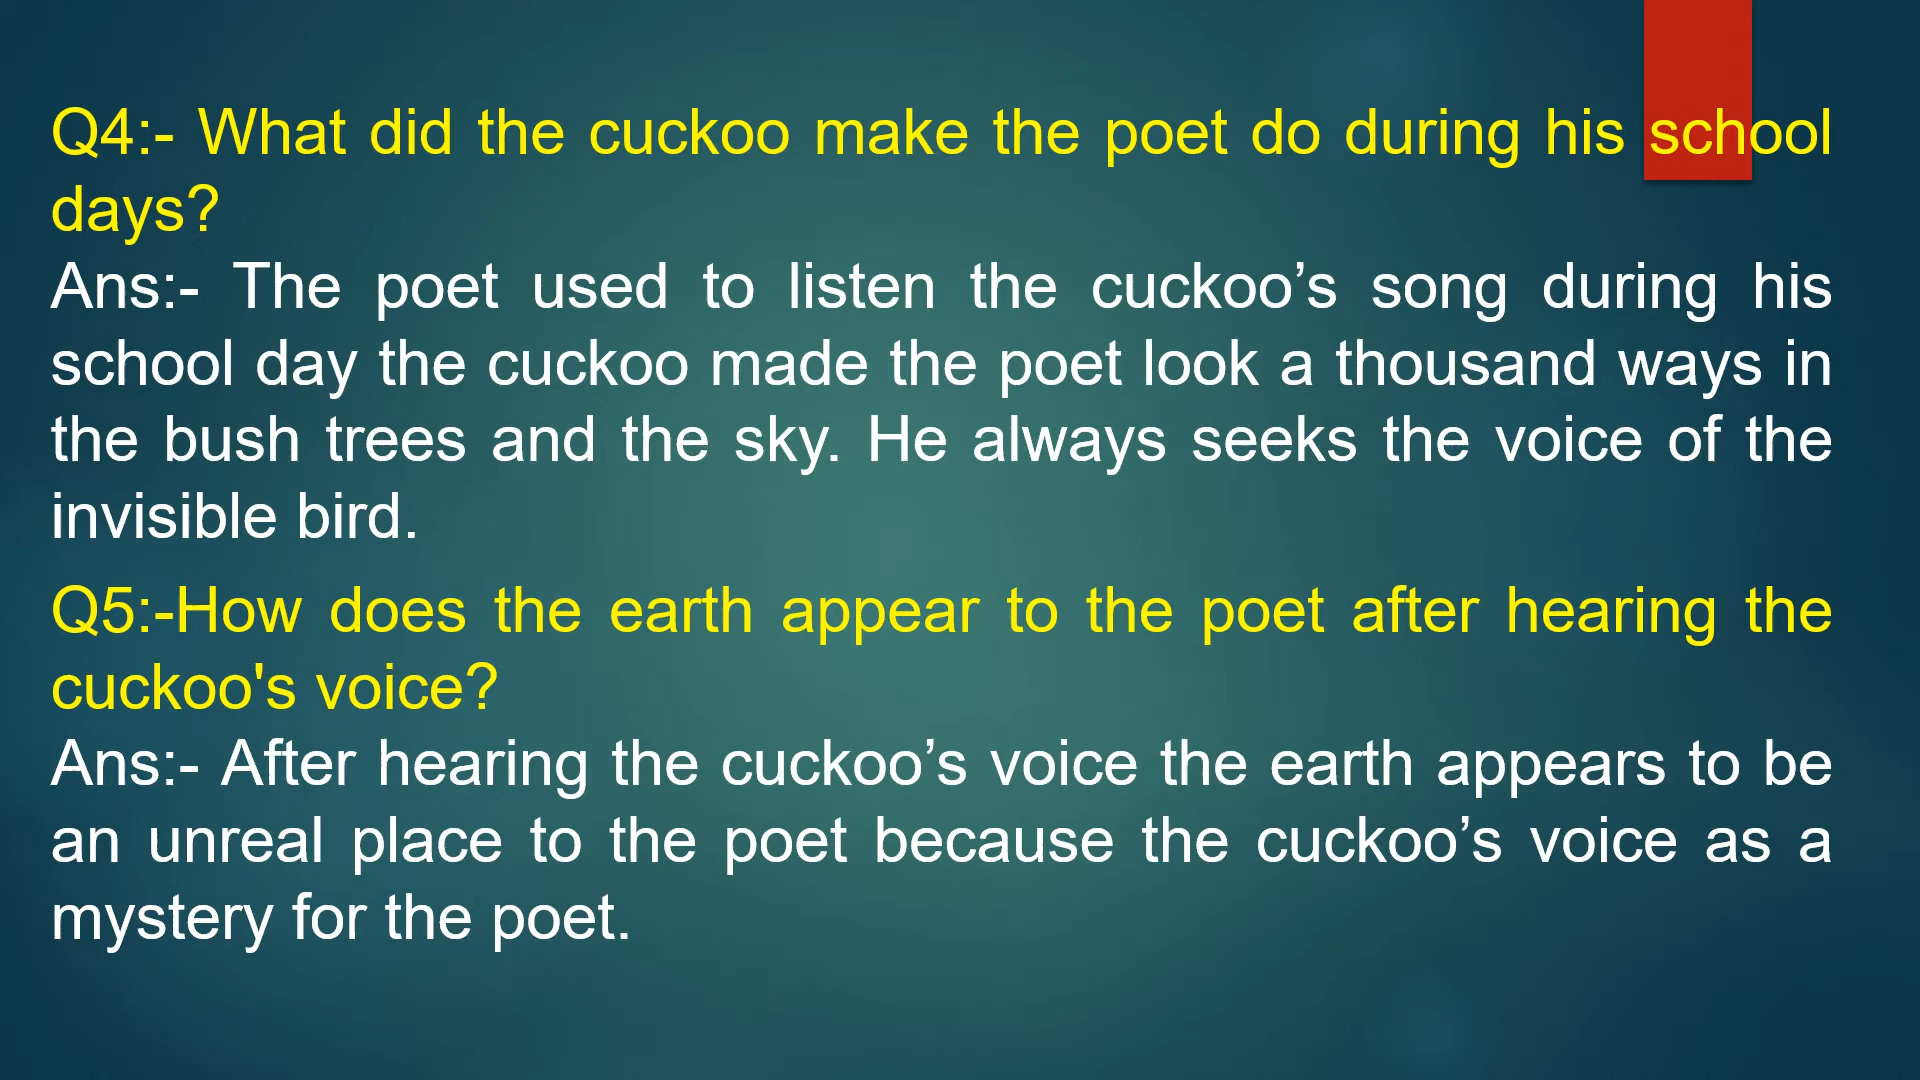 Q4:- What did the cuckoo make the poet do during his school
days?
Ans:- The poet used to listen the cuckoo’s song during his
school day the cuckoo made the poet look a thousand ways in
the bush trees and the sky. He always seeks the voice of the
invisible bird.
Q5:-How does the earth appear to the poet after hearing the
cuckoo's voice?
Ans:- After hearing the cuckoo’s voice the earth appears to be
an unreal place to the poet because the cuckoo’s voice as a
mystery for the poet.